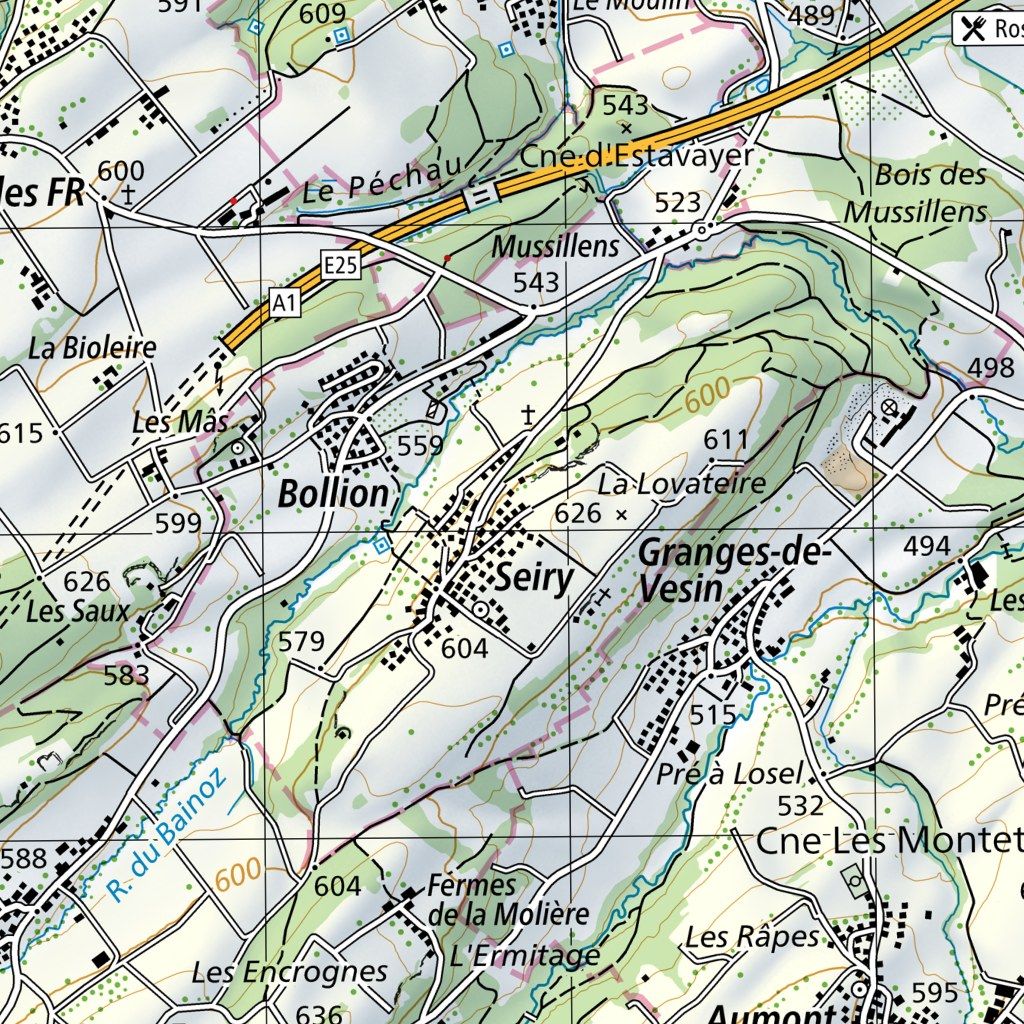 591
609
Le Moulin
489
Ros
543
Cne d'Estavayer
600
les FR
Le Péchau
Bois des
Mussillens
523
Mussillens
E25
543
A1
La Bioleire
498
600
Les Mâs
615
559
611
Bollion
La Lovateire
626
599
Granges-de-
Vesin
494
626
Seiry
Les Saux
Les
579
604
583
515
Pré
Pré à Losel
532
R. du Bainoz
Cne Les Montet
588
600
604
Fermes
de la Molière
Les Râpes
L'Ermitage
Les Encrognes
595
636
Aumont